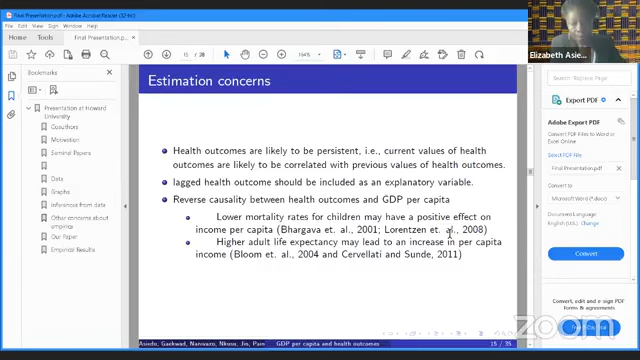 Final Presentation.pdf - Adobe Acrobat Reader (32-bit)
File Edit View Sign Window Help
Home
Tools
Final Presentation.p...
15 / 35
164%
Elizabeth Asie...
Bookmarks
Presentation at Howard
University
Coauthors
Motivation
Seminal Papers
Data
Graphs
Inferences from data
Other concerns about
empirics
Our Paper
Empirical Results
Estimation concerns
Health outcomes are likely to be persistent, i.e., current values of health
outcomes are likely to be correlated with previous values of health outcomes.
lagged health outcome should be included as an explanatory variable.
Reverse causality between health outcomes and GDP per capita
Lower mortality rates for children may have a positive effect on
income per capita (Bhargava et. al., 2001; Lorentzen et. al., 2008)
Higher adult life expectancy may lead to an increase in per capita
income (Bloom et. al., 2004 and Cervellati and Sunde, 2011)
Asiedu, Gaekwad, Nanivazo, Nkusu, Jin, Pain
GDP per capita and health outcomes
15 / 35
Export PDF
Adobe Export PDF
Convert PDF Files to Word
or Excel Online
Select PDF File
Final Presentation.pdf
Convert to
Microsoft Word (*.docx)
Document Language:
English (U.S.) Change
Convert
Convert, edit and e-sign PDF
forms & agreements
zoom